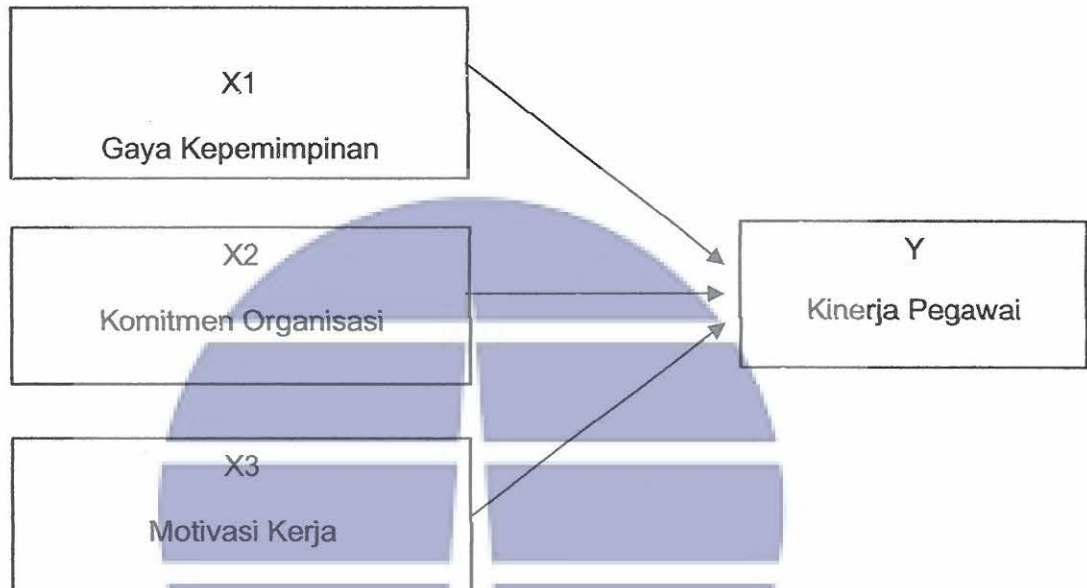 X1
Gaya Kepemimpinan
X2
Komitmen Organisasi
Y
Kinerja Pegawai
X3
Motivasi Kerja